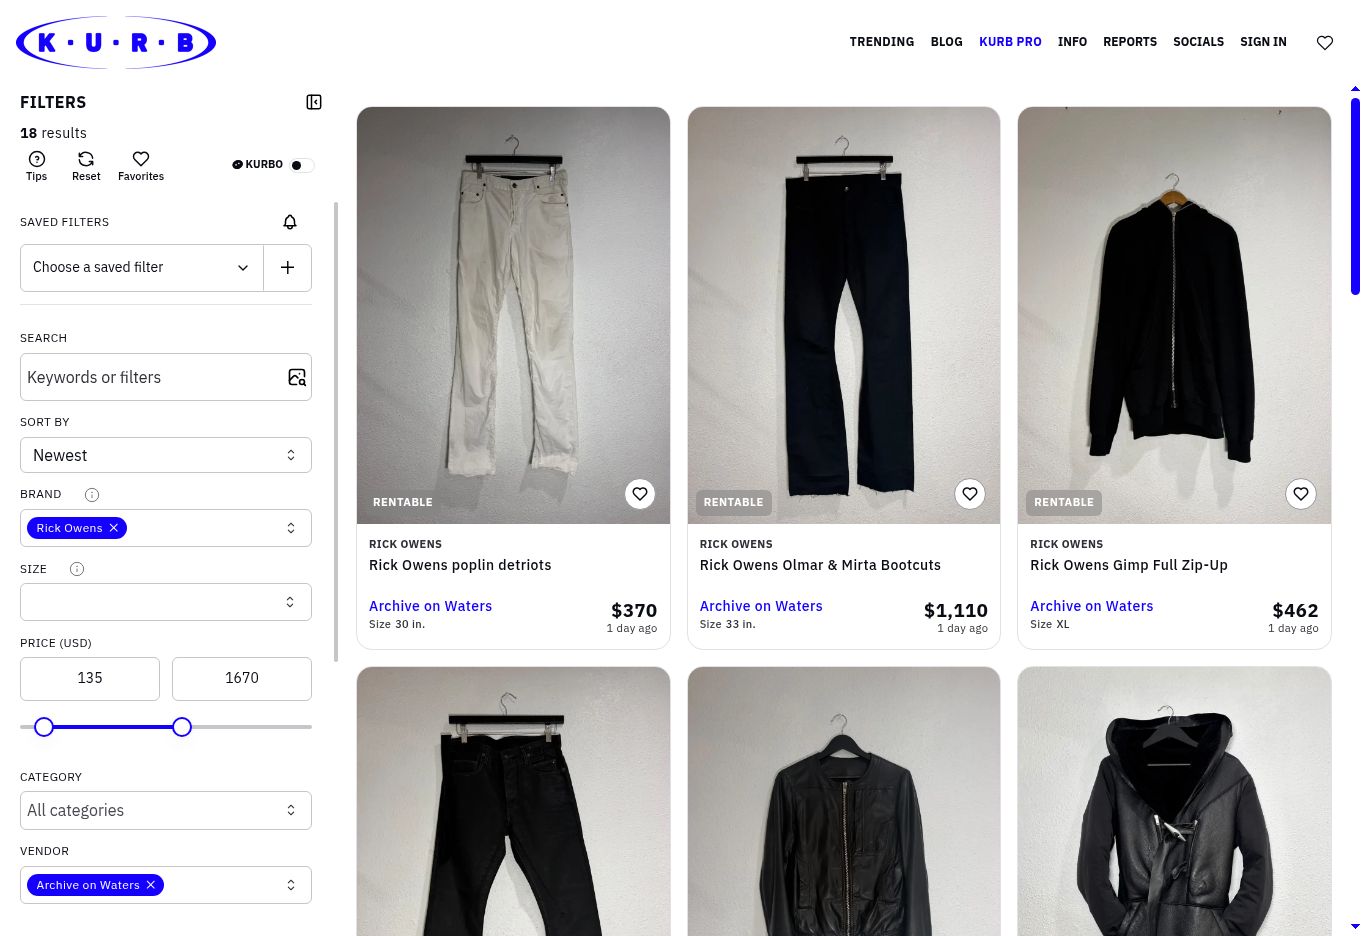 K·U·R·B
TRENDING BLOG KURB PRO INFO REPORTS SOCIALS SIGN IN
FILTERS
18 results
Tips Reset Favorites KURBO
SAVED FILTERS
Choose a saved filter
SEARCH
Keywords or filters
SORT BY
Newest
BRAND
Rick Owens
SIZE
PRICE (USD)
135 1670
CATEGORY
All categories
VENDOR
Archive on Waters
RENTABLE
RICK OWENS
Rick Owens poplin detriots
Archive on Waters $370
Size 30 in. 1 day ago
RENTABLE
RICK OWENS
Rick Owens Olmar & Mirta Bootcuts
Archive on Waters $1,110
Size 33 in. 1 day ago
RENTABLE
RICK OWENS
Rick Owens Gimp Full Zip-Up
Archive on Waters $462
Size XL 1 day ago